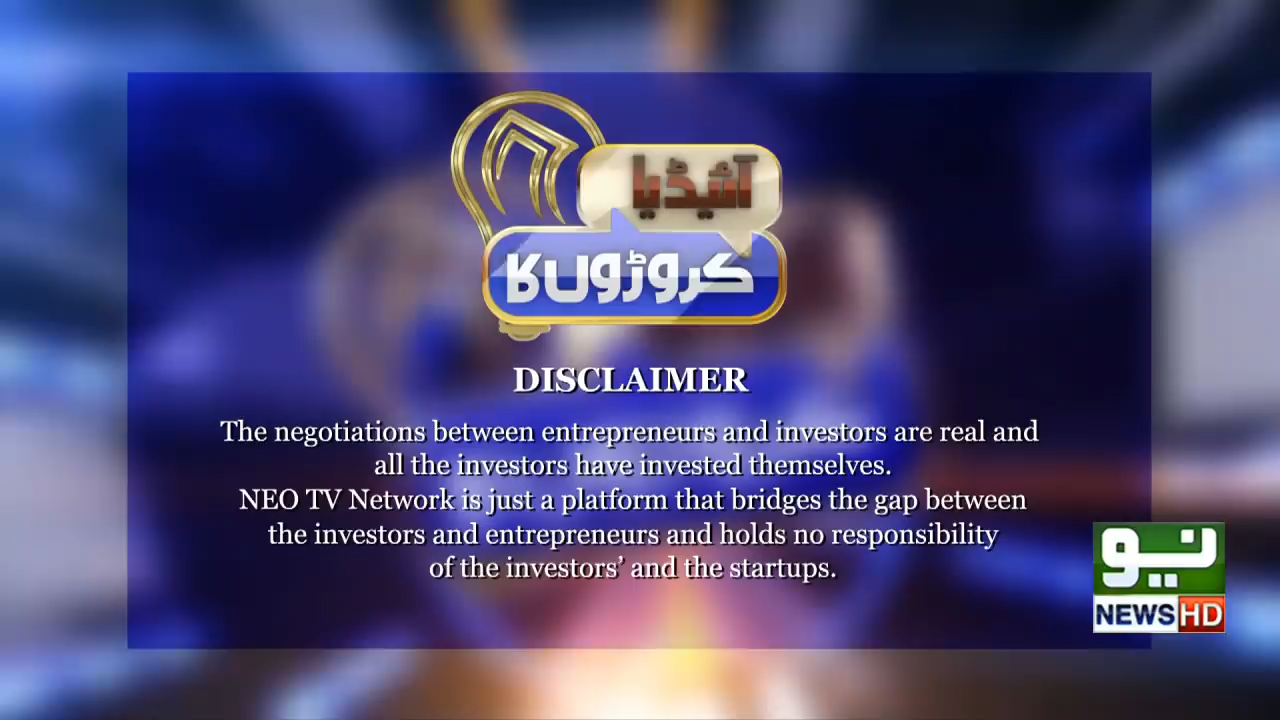 آئیڈیا
کروڑوں کا
DISCLAIMER
The negotiations between entrepreneurs and investors are real and
all the investors have invested themselves.
NEO TV Network is just a platform that bridges the gap between
the investors and entrepreneurs and holds no responsibility
of the investors’ and the startups.
نیو
NEWS HD